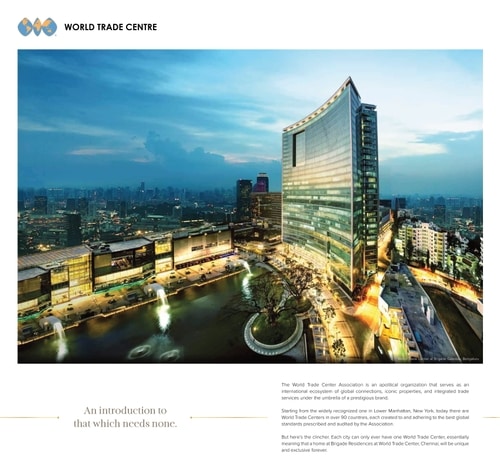 WORLD TRADE CENTRE
Center at Brigade Gateway, Bengaluru
An introduction to
that which needs none.
The World Trade Center Association is an apolitical organization that serves as an
international ecosystem of global connections, iconic properties, and integrated trade
services under the umbrella of a prestigious brand.
Starting from the widely recognized one in Lower Manhattan, New York, today there are
World Trade Centers in over 90 countries, each created to and adhering to the best global
standards prescribed and audited by the Association.
But here's the clincher. Each city can only ever have one World Trade Center, essentially
meaning that a home at Brigade Residences at World Trade Center, Chennai, will be unique
and exclusive forever.